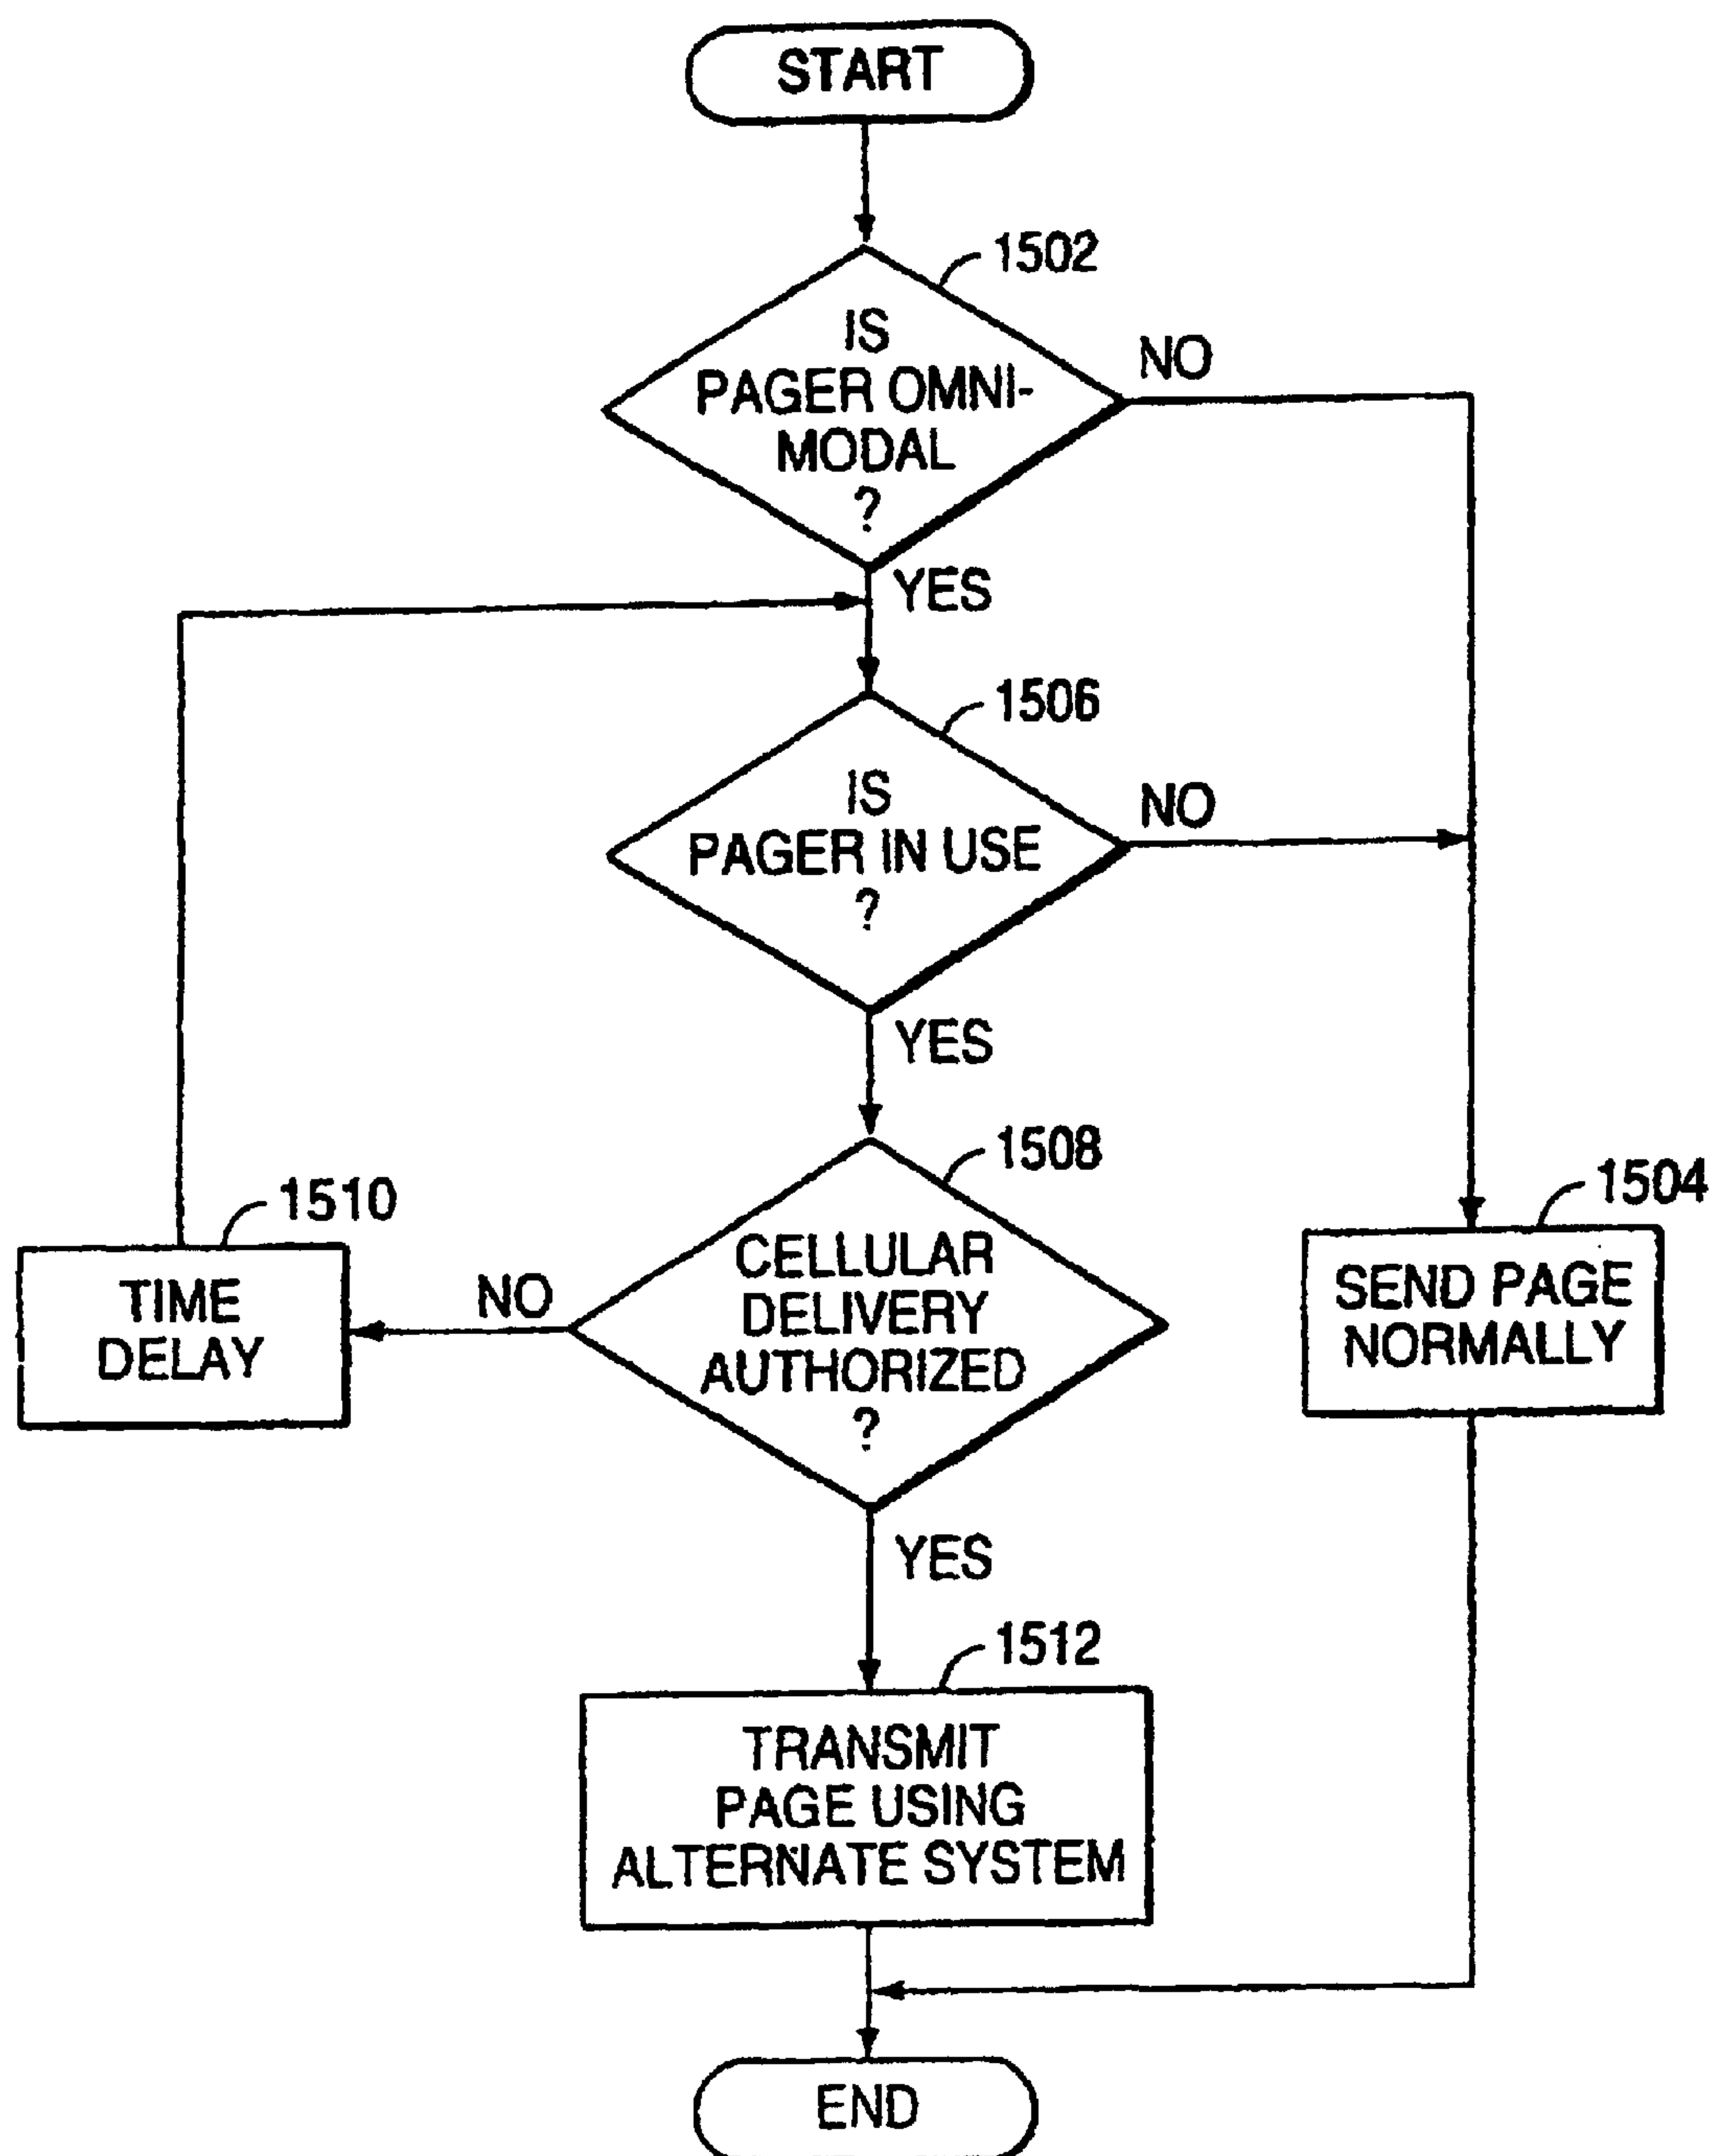 START
1502
IS
PAGER OMNI-
MODAL
?
NO
YES
1506
IS
PAGER IN USE
?
NO
YES
1508
CELLULAR
DELIVERY
AUTHORIZED
?
NO
1510
TIME
DELAY
1504
SEND PAGE
NORMALLY
YES
1512
TRANSMIT
PAGE USING
ALTERNATE SYSTEM
END